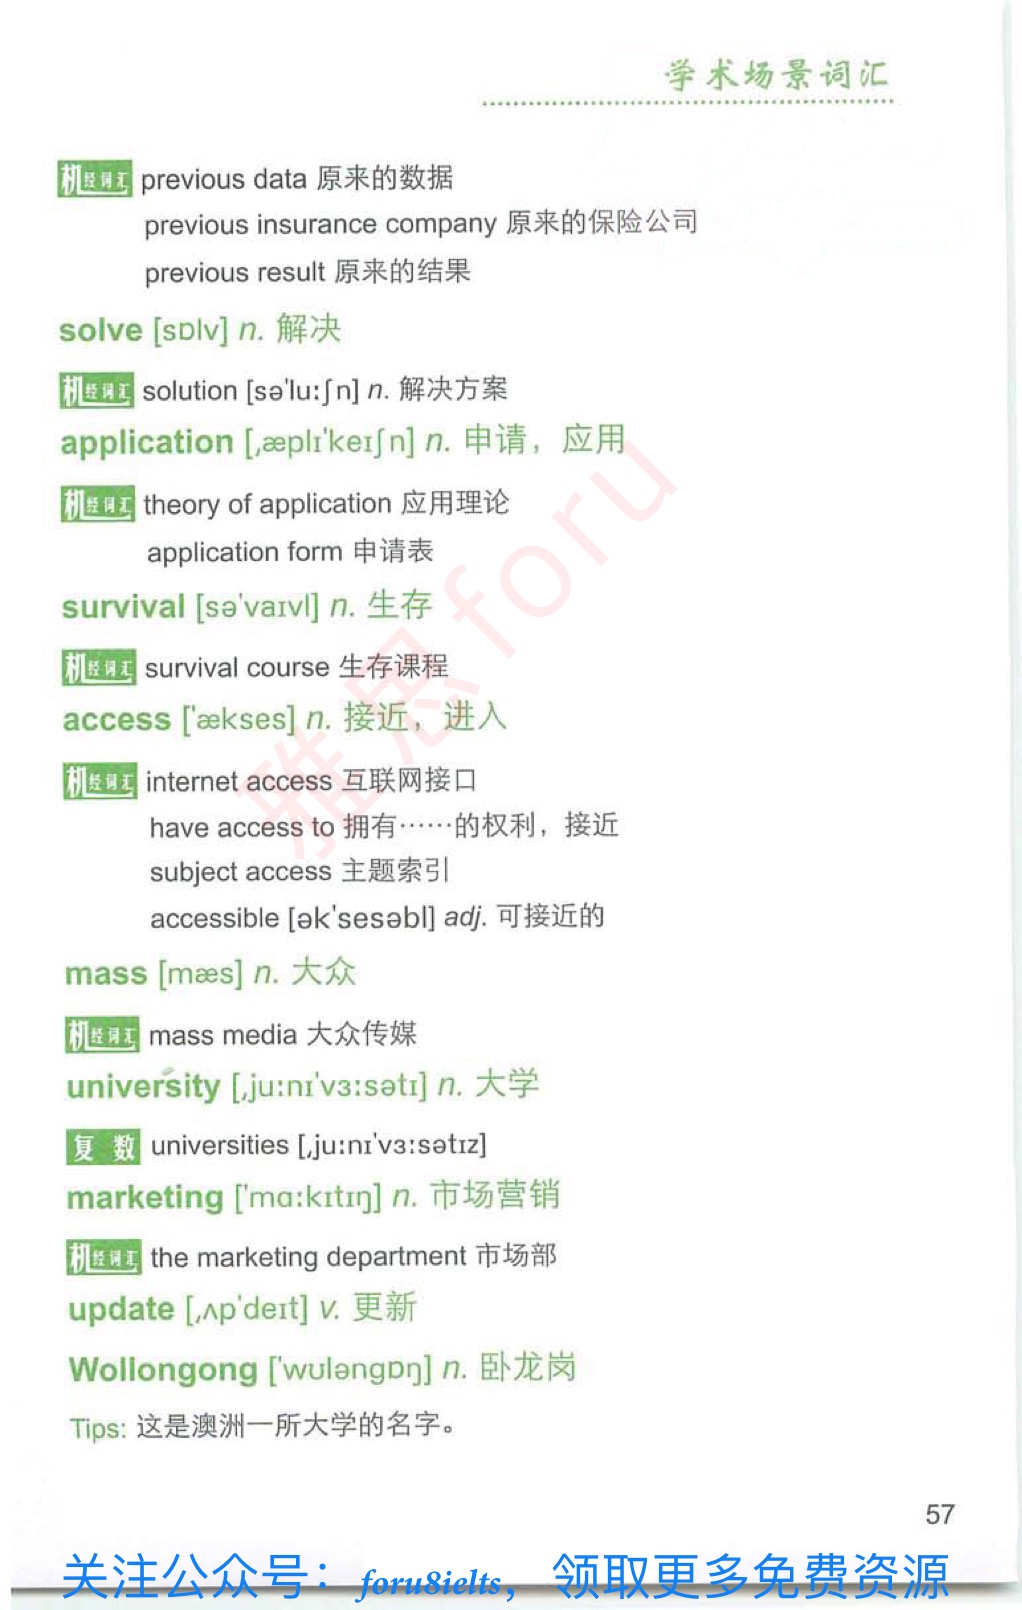 学术场景词汇
机经词汇 previous data 原来的数据
previous insurance company 原来的保险公司
previous result 原来的结果
solve [sɒlv] n. 解决
机经词汇 solution [sə'lu:ʃn] n. 解决方案
application [ˌæplɪ'keɪʃn] n. 申请，应用
机经词汇 theory of application 应用理论
application form 申请表
survival [sə'vaɪvl] n. 生存
机经词汇 survival course 生存课程
access ['ækses] n. 接近，进入
机经词汇 internet access 互联网接口
have access to 拥有……的权利，接近
subject access 主题索引
accessible [ək'sesəbl] adj. 可接近的
mass [mæs] n. 大众
机经词汇 mass media 大众传媒
university [ˌju:nɪ'vɜ:sətɪ] n. 大学
复数 universities [ˌju:nɪ'vɜ:sətɪz]
marketing ['mɑ:kɪtɪŋ] n. 市场营销
机经词汇 the marketing department 市场部
update [ˌʌp'deɪt] v. 更新
Wollongong ['wʊləngɒŋ] n. 卧龙岗
Tips: 这是澳洲一所大学的名字。
雅思foru
57
关注公众号：foru8ielts，领取更多免费资源